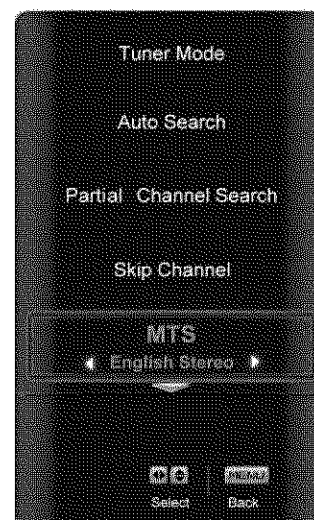 Tuner Mode
Auto Search
Partial Channel Search
Skip Channel
MTS
English Stereo
Select Back